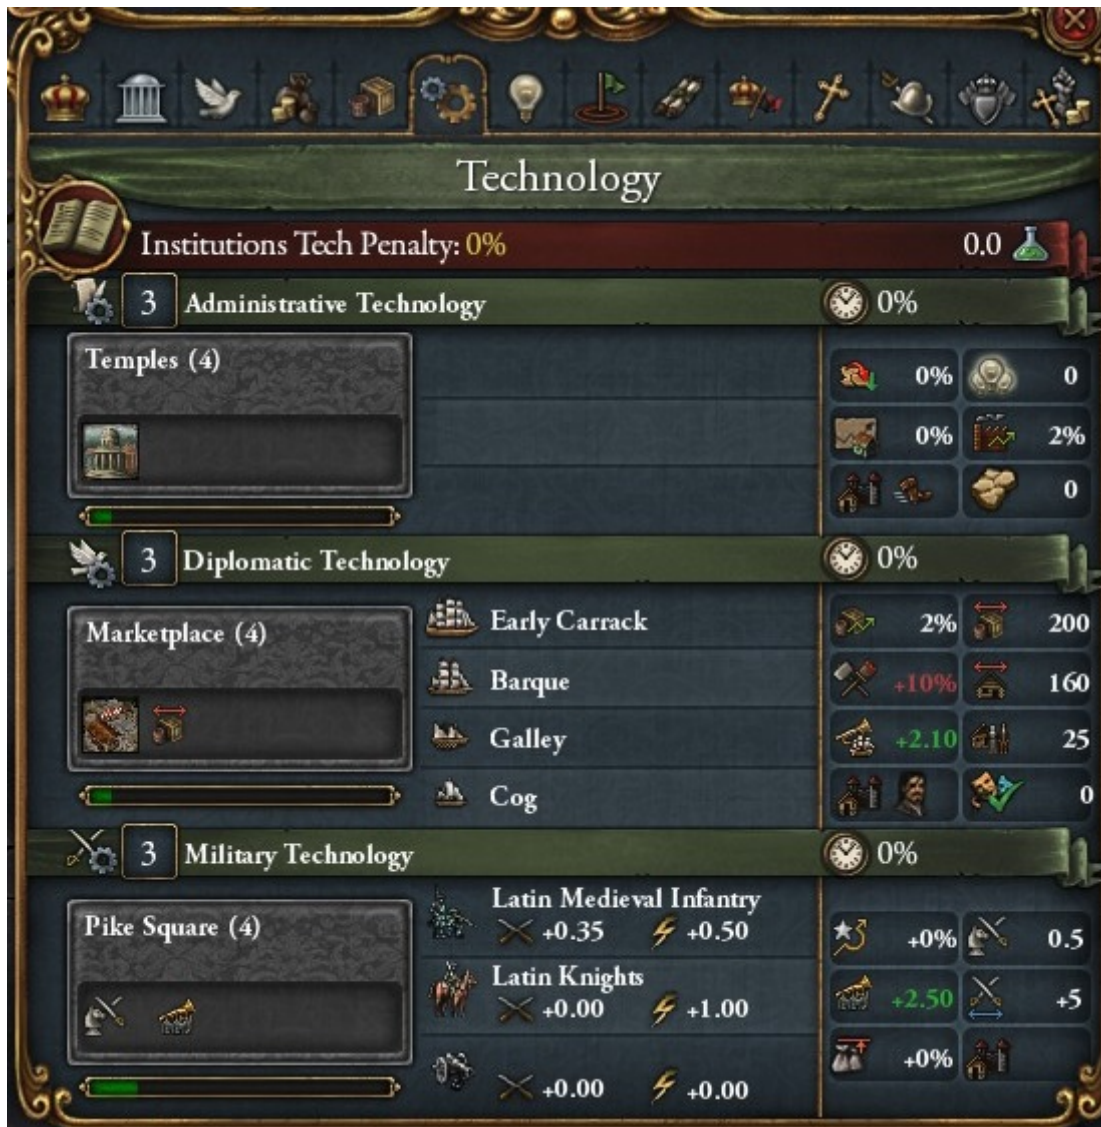 Technology
Institutions Tech Penalty: 0% 0.0
3 Administrative Technology 0%
Temples (4)
0% 0
0% 2%
0
3 Diplomatic Technology 0%
Marketplace (4)
Early Carrack
2% 200
Barque
+10% 160
Galley
+2.10 25
Cog
0
3 Military Technology 0%
Pike Square (4)
Latin Medieval Infantry
+0.35 +0.50
+0% 0.5
Latin Knights
+0.00 +1.00
+2.50 +5
+0%
+0.00 +0.00